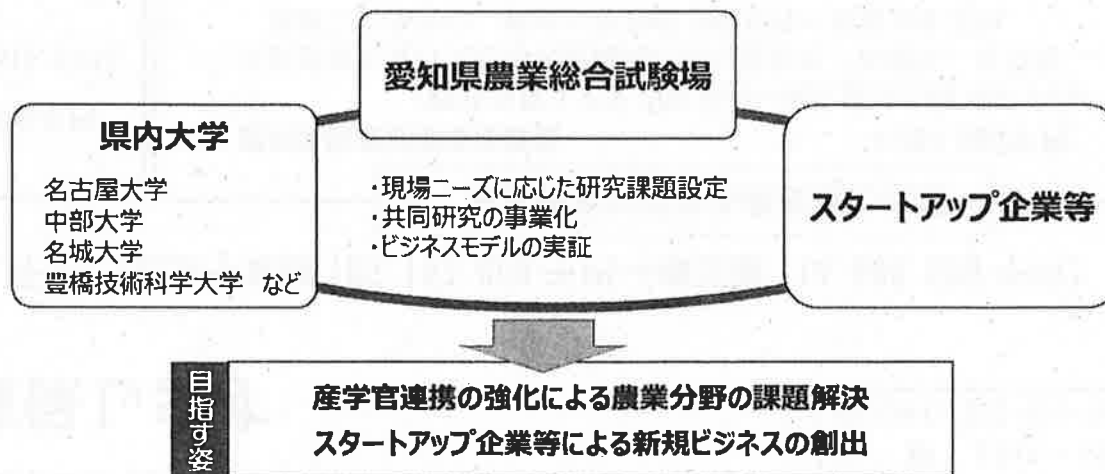 愛知県農業総合試験場
県内大学
名古屋大学
中部大学
名城大学
豊橋技術科学大学 など
・現場ニーズに応じた研究課題設定
・共同研究の事業化
・ビジネスモデルの実証
スタートアップ企業等
目指す姿
産学官連携の強化による農業分野の課題解決
スタートアップ企業等による新規ビジネスの創出